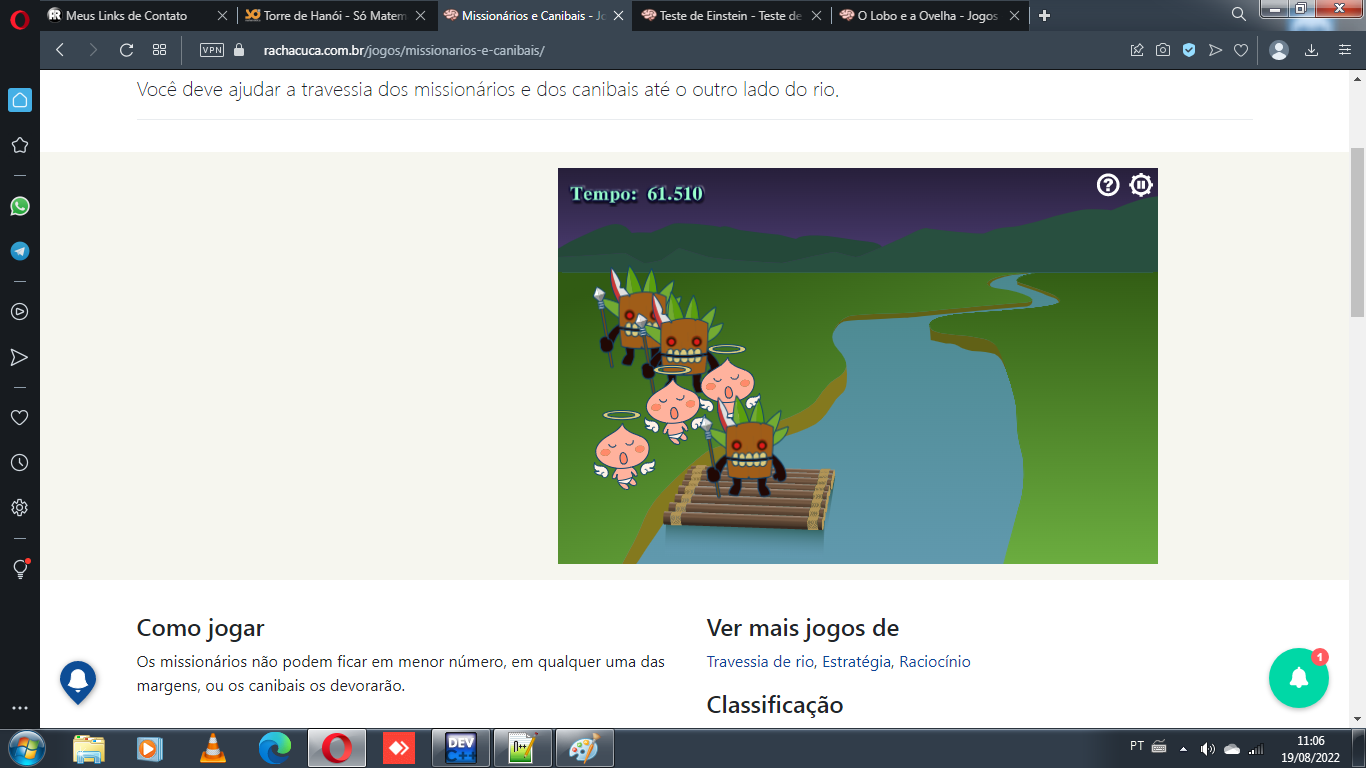 Meus Links de Contato
Torre de Hanói - Só Matem
Missionários e Canibais - Jo
Teste de Einstein - Teste de
O Lobo e a Ovelha - Jogos
VPN
rachacuca.com.br/jogos/missionarios-e-canibais/
Você deve ajudar a travessia dos missionários e dos canibais até o outro lado do rio.
Tempo: 61.510
Como jogar
Os missionários não podem ficar em menor número, em qualquer uma das
margens, ou os canibais os devorarão.
Ver mais jogos de
Travessia de rio, Estratégia, Raciocínio
Classificação
1
DEV
C++
N++
PT
11:06
19/08/2022